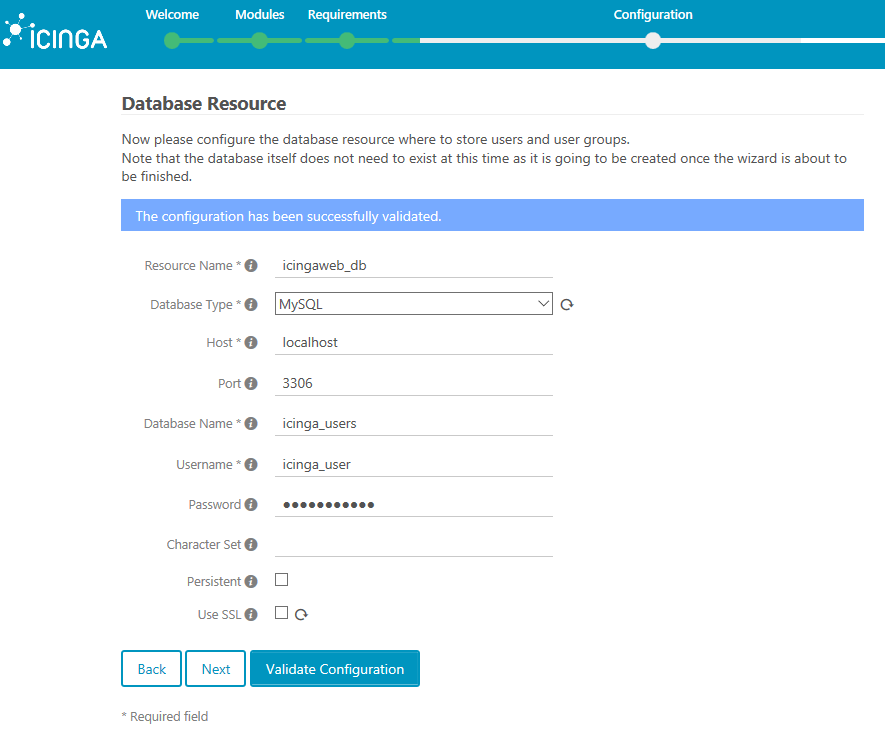 Welcome Modules Requirements Configuration
ICINGA
Database Resource
Now please configure the database resource where to store users and user groups.
Note that the database itself does not need to exist at this time as it is going to be created once the wizard is about to
be finished.
The configuration has been successfully validated.
Resource Name * icingaweb_db
Database Type * MySQL
Host * localhost
Port 3306
Database Name * icinga_users
Username * icinga_user
Password •••••••••••
Character Set
Persistent
Use SSL
Back Next Validate Configuration
* Required field